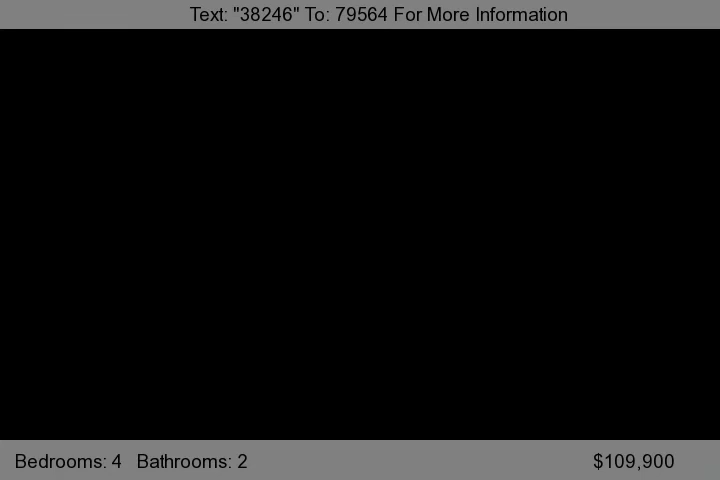 Text: "38246" To: 79564 For More Information
Bedrooms: 4 Bathrooms: 2 $109,900